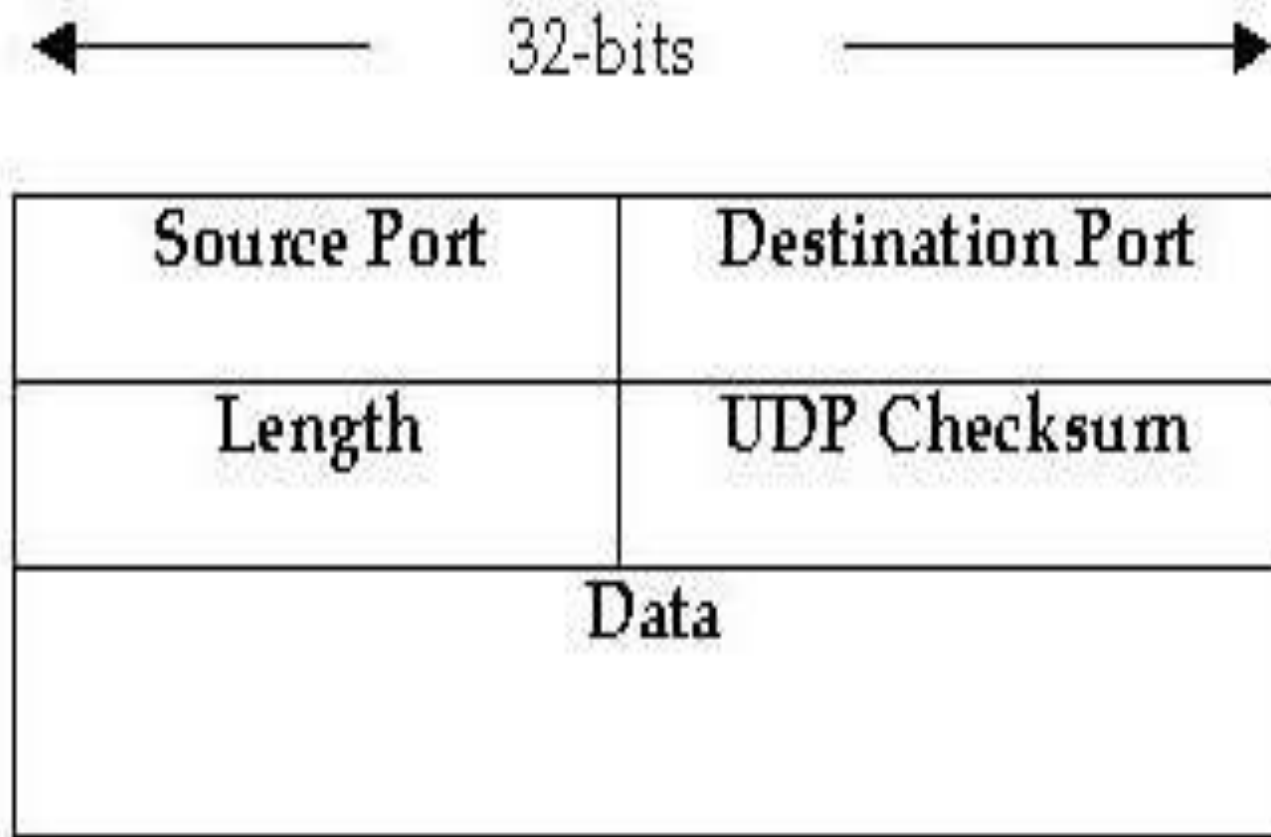 32-bits
Source Port
Destination Port
Length
UDP Checksum
Data